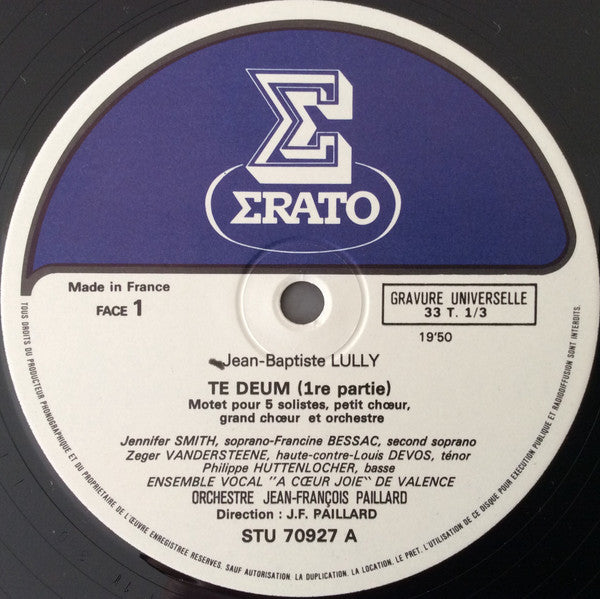 Σ
ΣRATO
Made in France
FACE 1
GRAVURE UNIVERSELLE
33 T. 1/3
19'50
Jean-Baptiste LULLY
TE DEUM (1re partie)
Motet pour 5 solistes, petit chœur,
grand chœur et orchestre
Jennifer SMITH, soprano-Francine BESSAC, second soprano
Zeger VANDERSTEENE, haute-contre-Louis DEVOS, ténor
Philippe HUTTENLOCHER, basse
ENSEMBLE VOCAL "A CŒUR JOIE" DE VALENCE
ORCHESTRE JEAN-FRANÇOIS PAILLARD
Direction : J.F. PAILLARD
STU 70927 A
TOUS DROITS DU PRODUCTEUR PHONOGRAPHIQUE ET DU PROPRIETAIRE DE L'ŒUVRE ENREGISTREE RESERVES. SAUF AUTORISATION. LA DUPLICATION. LA LOCATION. LE PRET. L'UTILISATION DE CE DISQUE POUR EXECUTION PUBLIQUE ET RADIODIFFUSION SONT INTERDITS.